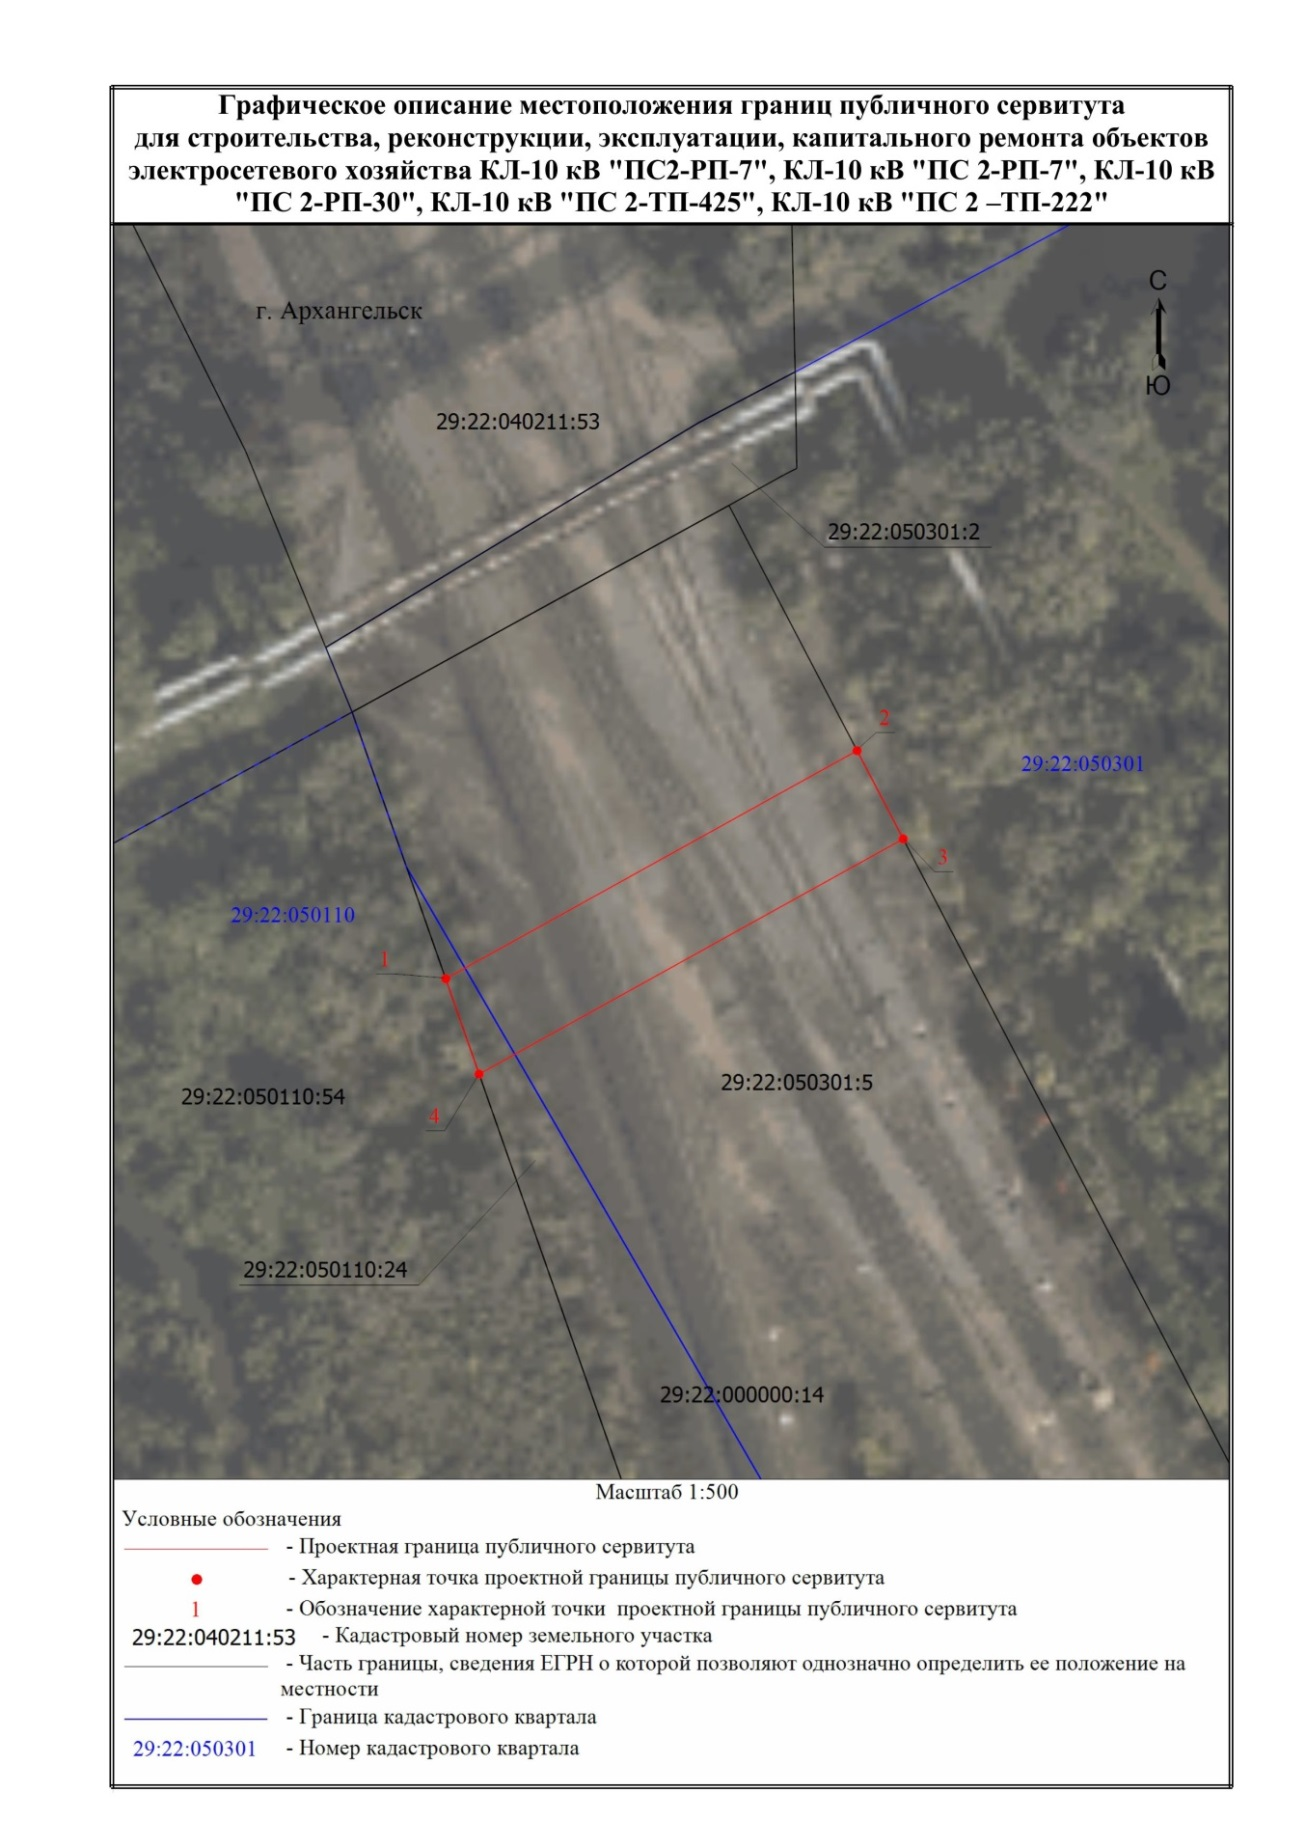 Графическое описание местоположения границ публичного сервитута
для строительства, реконструкции, эксплуатации, капитального ремонта объектов
электросетевого хозяйства КЛ-10 кВ "ПС2-РП-7", КЛ-10 кВ "ПС 2-РП-7", КЛ-10 кВ
"ПС 2-РП-30", КЛ-10 кВ "ПС 2-ТП-425", КЛ-10 кВ "ПС 2 –ТП-222"
С
г. Архангельск
Ю
29:22:040211:53
29:22:050301:2
2
29:22:050301
3
29:22:050110
1
29:22:050301:5
29:22:050110:54
4
29:22:050110:24
29:22:000000:14
Масштаб 1:500
Условные обозначения
- Проектная граница публичного сервитута
- Характерная точка проектной границы публичного сервитута
1 - Обозначение характерной точки проектной границы публичного сервитута
29:22:040211:53 - Кадастровый номер земельного участка
- Часть границы, сведения ЕГРН о которой позволяют однозначно определить ее положение на
местности
- Граница кадастрового квартала
29:22:050301 - Номер кадастрового квартала